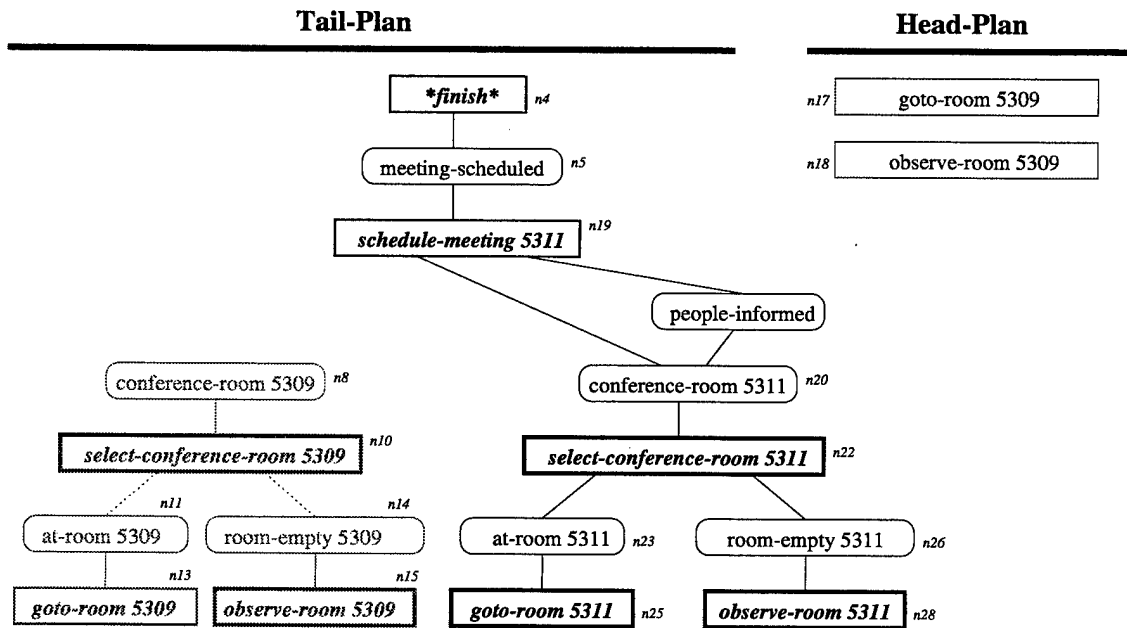 Tail-Plan
Head-Plan
*finish*
n4
n17
goto-room 5309
meeting-scheduled
n5
n18
observe-room 5309
schedule-meeting 5311
n19
people-informed
conference-room 5309
n8
conference-room 5311
n20
select-conference-room 5309
n10
select-conference-room 5311
n22
n11
n14
at-room 5309
room-empty 5309
at-room 5311
n23
room-empty 5311
n26
n13
n15
goto-room 5309
observe-room 5309
goto-room 5311
n25
observe-room 5311
n28